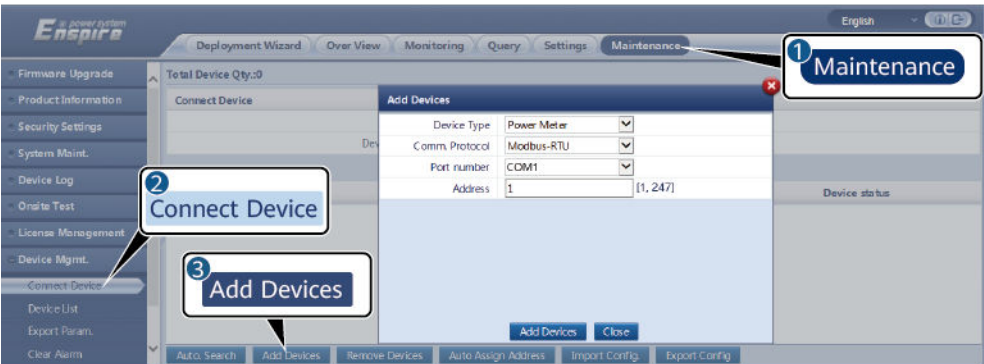 power system
Enspire
English
Deployment Wizard
Over View
Monitoring
Query
Settings
Maintenance
1
Maintenance
Firmware Upgrade
Product Information
Security Settings
System Maint.
Device Log
Onsite Test
License Management
Device Mgmt.
Connect Device
Device List
Export Param.
Clear Alarm
Total Device Qty.:0
Connect Device
Dev
Device status
Add Devices
Device Type Power Meter
Comm. Protocol Modbus-RTU
Port number COM1
Address 1 [1, 247]
Add Devices Close
2
Connect Device
3
Add Devices
Auto. Search Add Devices Remove Devices Auto Assign Address Import Config. Export Config